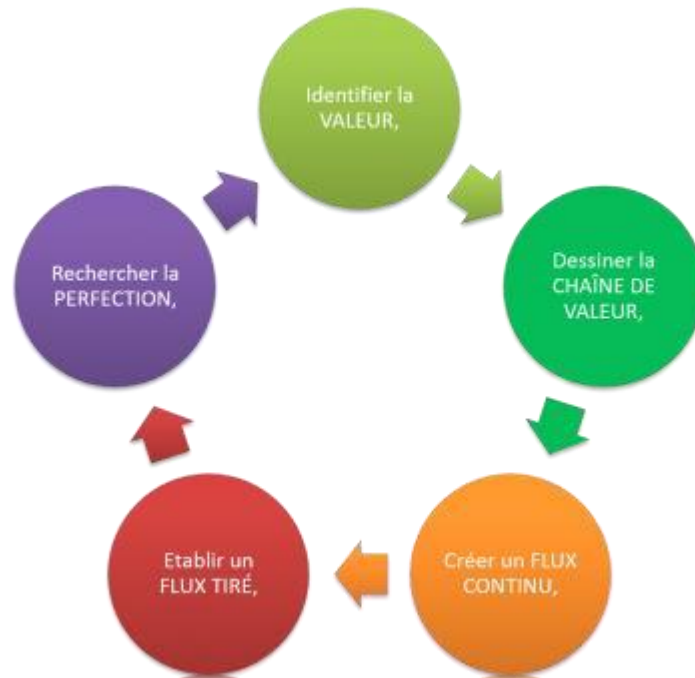 Identifier la
VALEUR,
Dessiner la
CHAÎNE DE
VALEUR,
Créer un FLUX
CONTINU,
Etablir un
FLUX TIRÉ,
Rechercher la
PERFECTION,